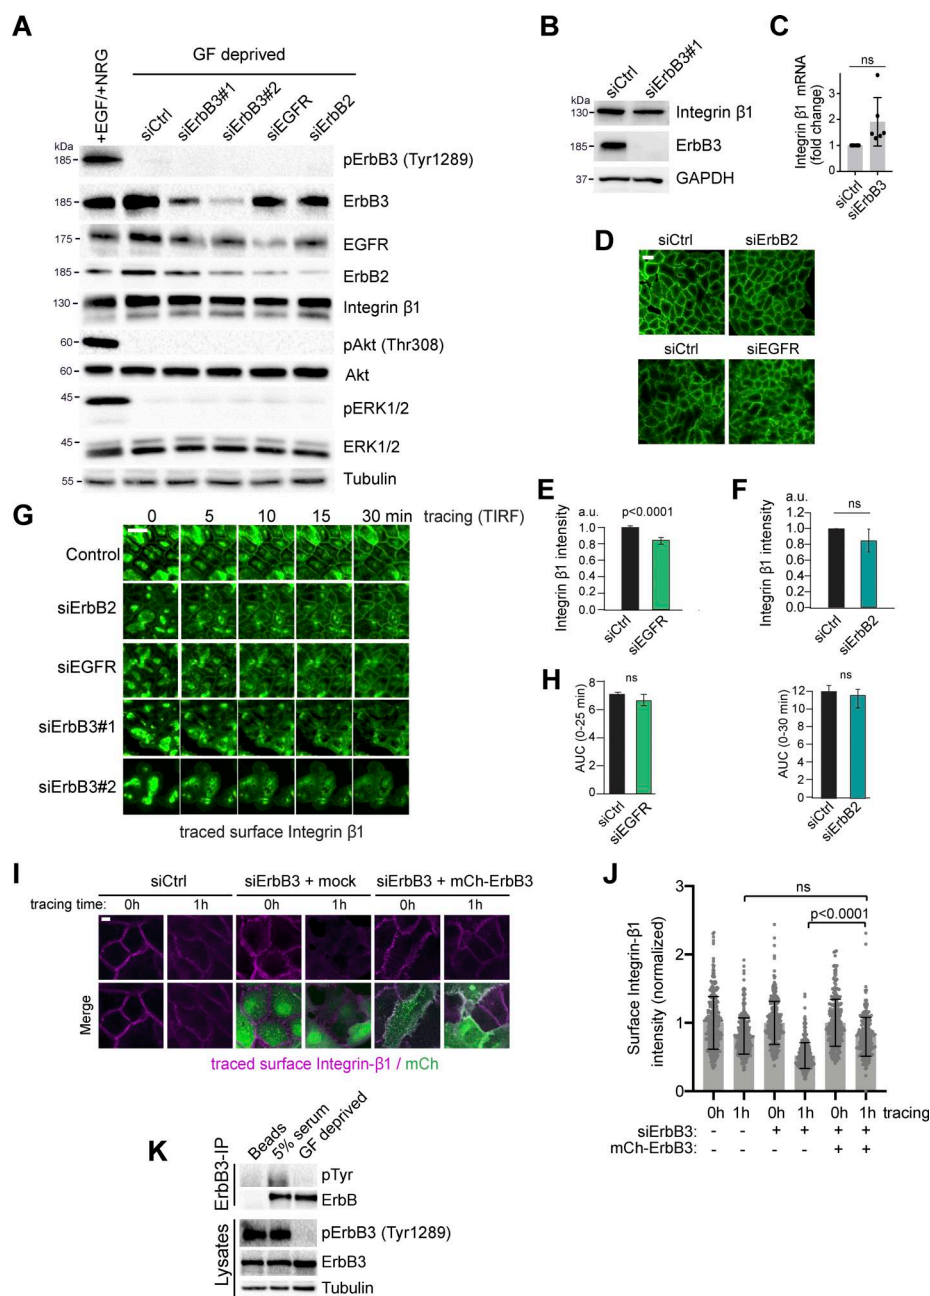 A
+EGF/+NRG
GF deprived
siCtrl
siErbB3#1
siErbB3#2
siEGFR
siErbB2
kDa
185
pErbB3 (Tyr1289)
185
ErbB3
175
EGFR
185
ErbB2
130
Integrin β1
60
pAkt (Thr308)
60
Akt
45
pERK1/2
45
ERK1/2
55
Tubulin
B
siCtrl
siErbB3#1
kDa
130
Integrin β1
185
ErbB3
37
GAPDH
C
ns
Integrin β1 mRNA
(fold change)
4
3
2
1
0
siCtrl
siErbB3
D
siCtrl
siErbB2
siCtrl
siEGFR
E
a.u.
p<0.0001
Integrin β1 intensity
1.0
0.8
0.6
0.4
0.2
0.0
siCtrl
siEGFR
F
a.u.
ns
Integrin β1 intensity
1.2
1.0
0.8
0.6
0.4
0.2
0.0
siCtrl
siErbB2
G
0 5 10 15 30 min tracing (TIRF)
Control
siErbB2
siEGFR
siErbB3#1
siErbB3#2
traced surface Integrin β1
H
ns
AUC (0-25 min)
8
6
4
2
0
siCtrl
siEGFR
ns
AUC (0-30 min)
12
10
8
6
4
2
0
siCtrl
siErbB2
I
siCtrl
siErbB3 + mock
siErbB3 + mCh-ErbB3
tracing time: 0h 1h 0h 1h 0h 1h
Merge
traced surface Integrin-β1 / mCh
J
ns
p<0.0001
Surface Integrin-β1
intensity (normalized)
3
2
1
0
0h 1h 0h 1h 0h 1h tracing
siErbB3: - - + + + +
mCh-ErbB3: - - - - + +
K
Beads
5% serum
GF deprived
ErbB3-IP
pTyr
ErbB
Lysates
pErbB3 (Tyr1289)
ErbB3
Tubulin